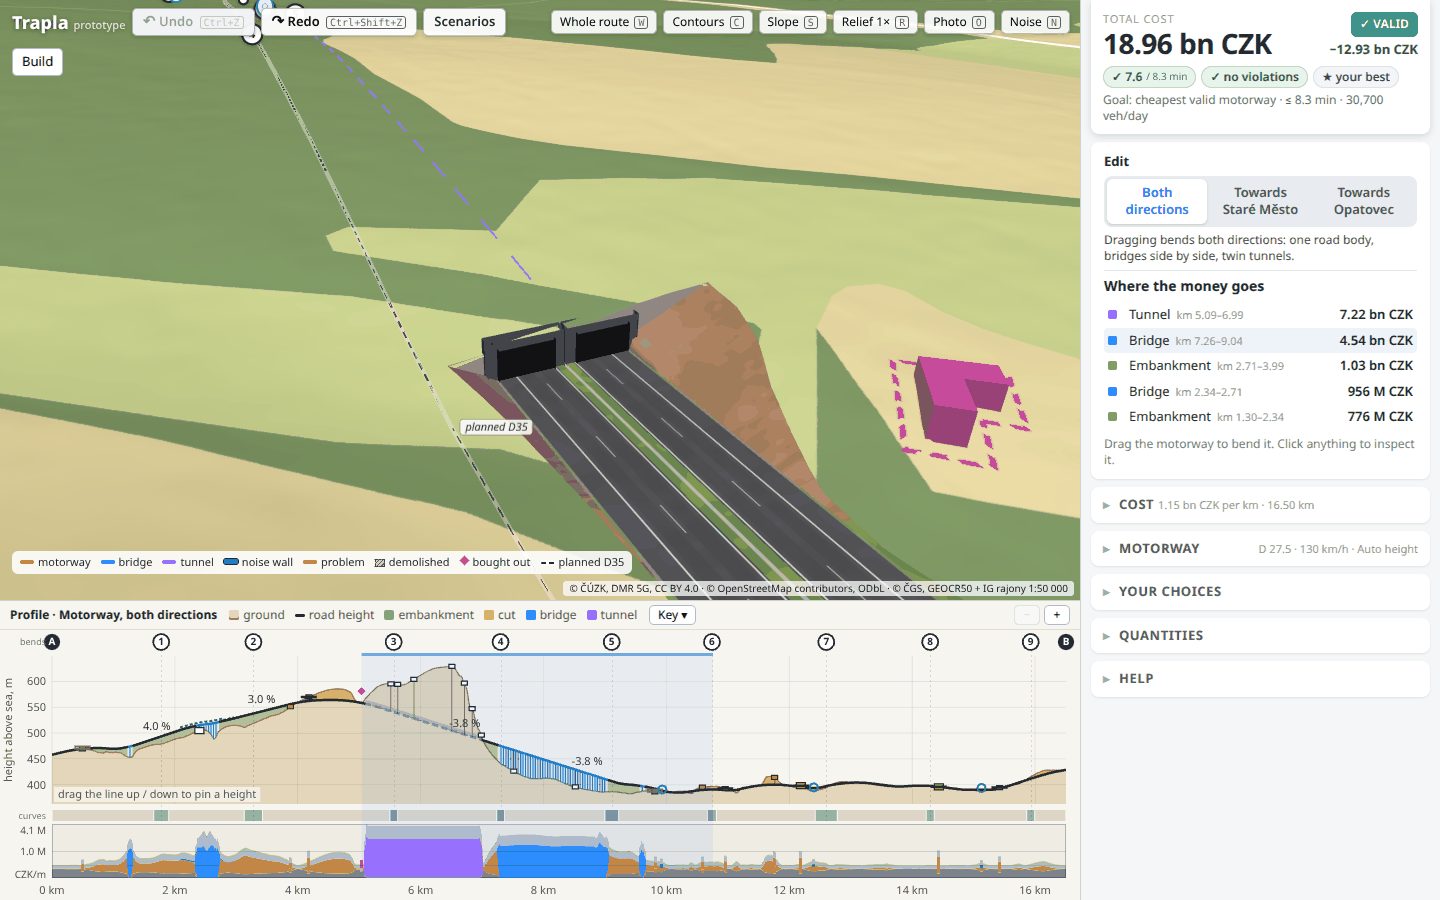 Trapla prototype
Undo Ctrl+Z
Redo Ctrl+Shift+Z
Scenarios
Whole route W
Contours C
Slope S
Relief 1× R
Photo O
Noise N
Build
planned D35
motorway bridge tunnel noise wall problem demolished bought out planned D35
© ČÚZK, DMR 5G, CC BY 4.0 · © OpenStreetMap contributors, ODbL · © ČGS, GEOCR50 + IG rajony 1:50 000
TOTAL COST
✓ VALID
18.96 bn CZK
−12.93 bn CZK
✓ 7.6 / 8.3 min
✓ no violations
★ your best
Goal: cheapest valid motorway · ≤ 8.3 min · 30,700
veh/day
Edit
Both
directions
Towards
Staré Město
Towards
Opatovec
Dragging bends both directions: one road body,
bridges side by side, twin tunnels.
Where the money goes
Tunnel km 5.09–6.99 7.22 bn CZK
Bridge km 7.26–9.04 4.54 bn CZK
Embankment km 2.71–3.99 1.03 bn CZK
Bridge km 2.34–2.71 956 M CZK
Embankment km 1.30–2.34 776 M CZK
Drag the motorway to bend it. Click anything to inspect
it.
▶ COST 1.15 bn CZK per km · 16.50 km
▶ MOTORWAY D 27.5 · 130 km/h · Auto height
▶ YOUR CHOICES
▶ QUANTITIES
▶ HELP
Profile · Motorway, both directions ground road height embankment cut bridge tunnel Key ▾ − +
bends A 1 2 3 4 5 6 7 8 9 B
height above sea, m
600
550
500
450
400
4.0 %
3.0 %
-3.8 %
-3.8 %
drag the line up / down to pin a height
curves
4.1 M
1.0 M
CZK/m
0 km 2 km 4 km 6 km 8 km 10 km 12 km 14 km 16 km